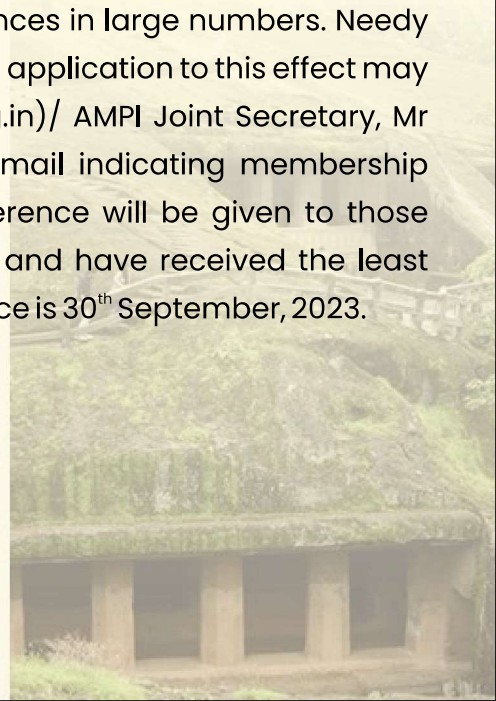 nces in large numbers. Needy
application to this effect may
.in)/ AMPI Joint Secretary, Mr
mail indicating membership
erence will be given to those
and have received the least
ce is 30th September, 2023.